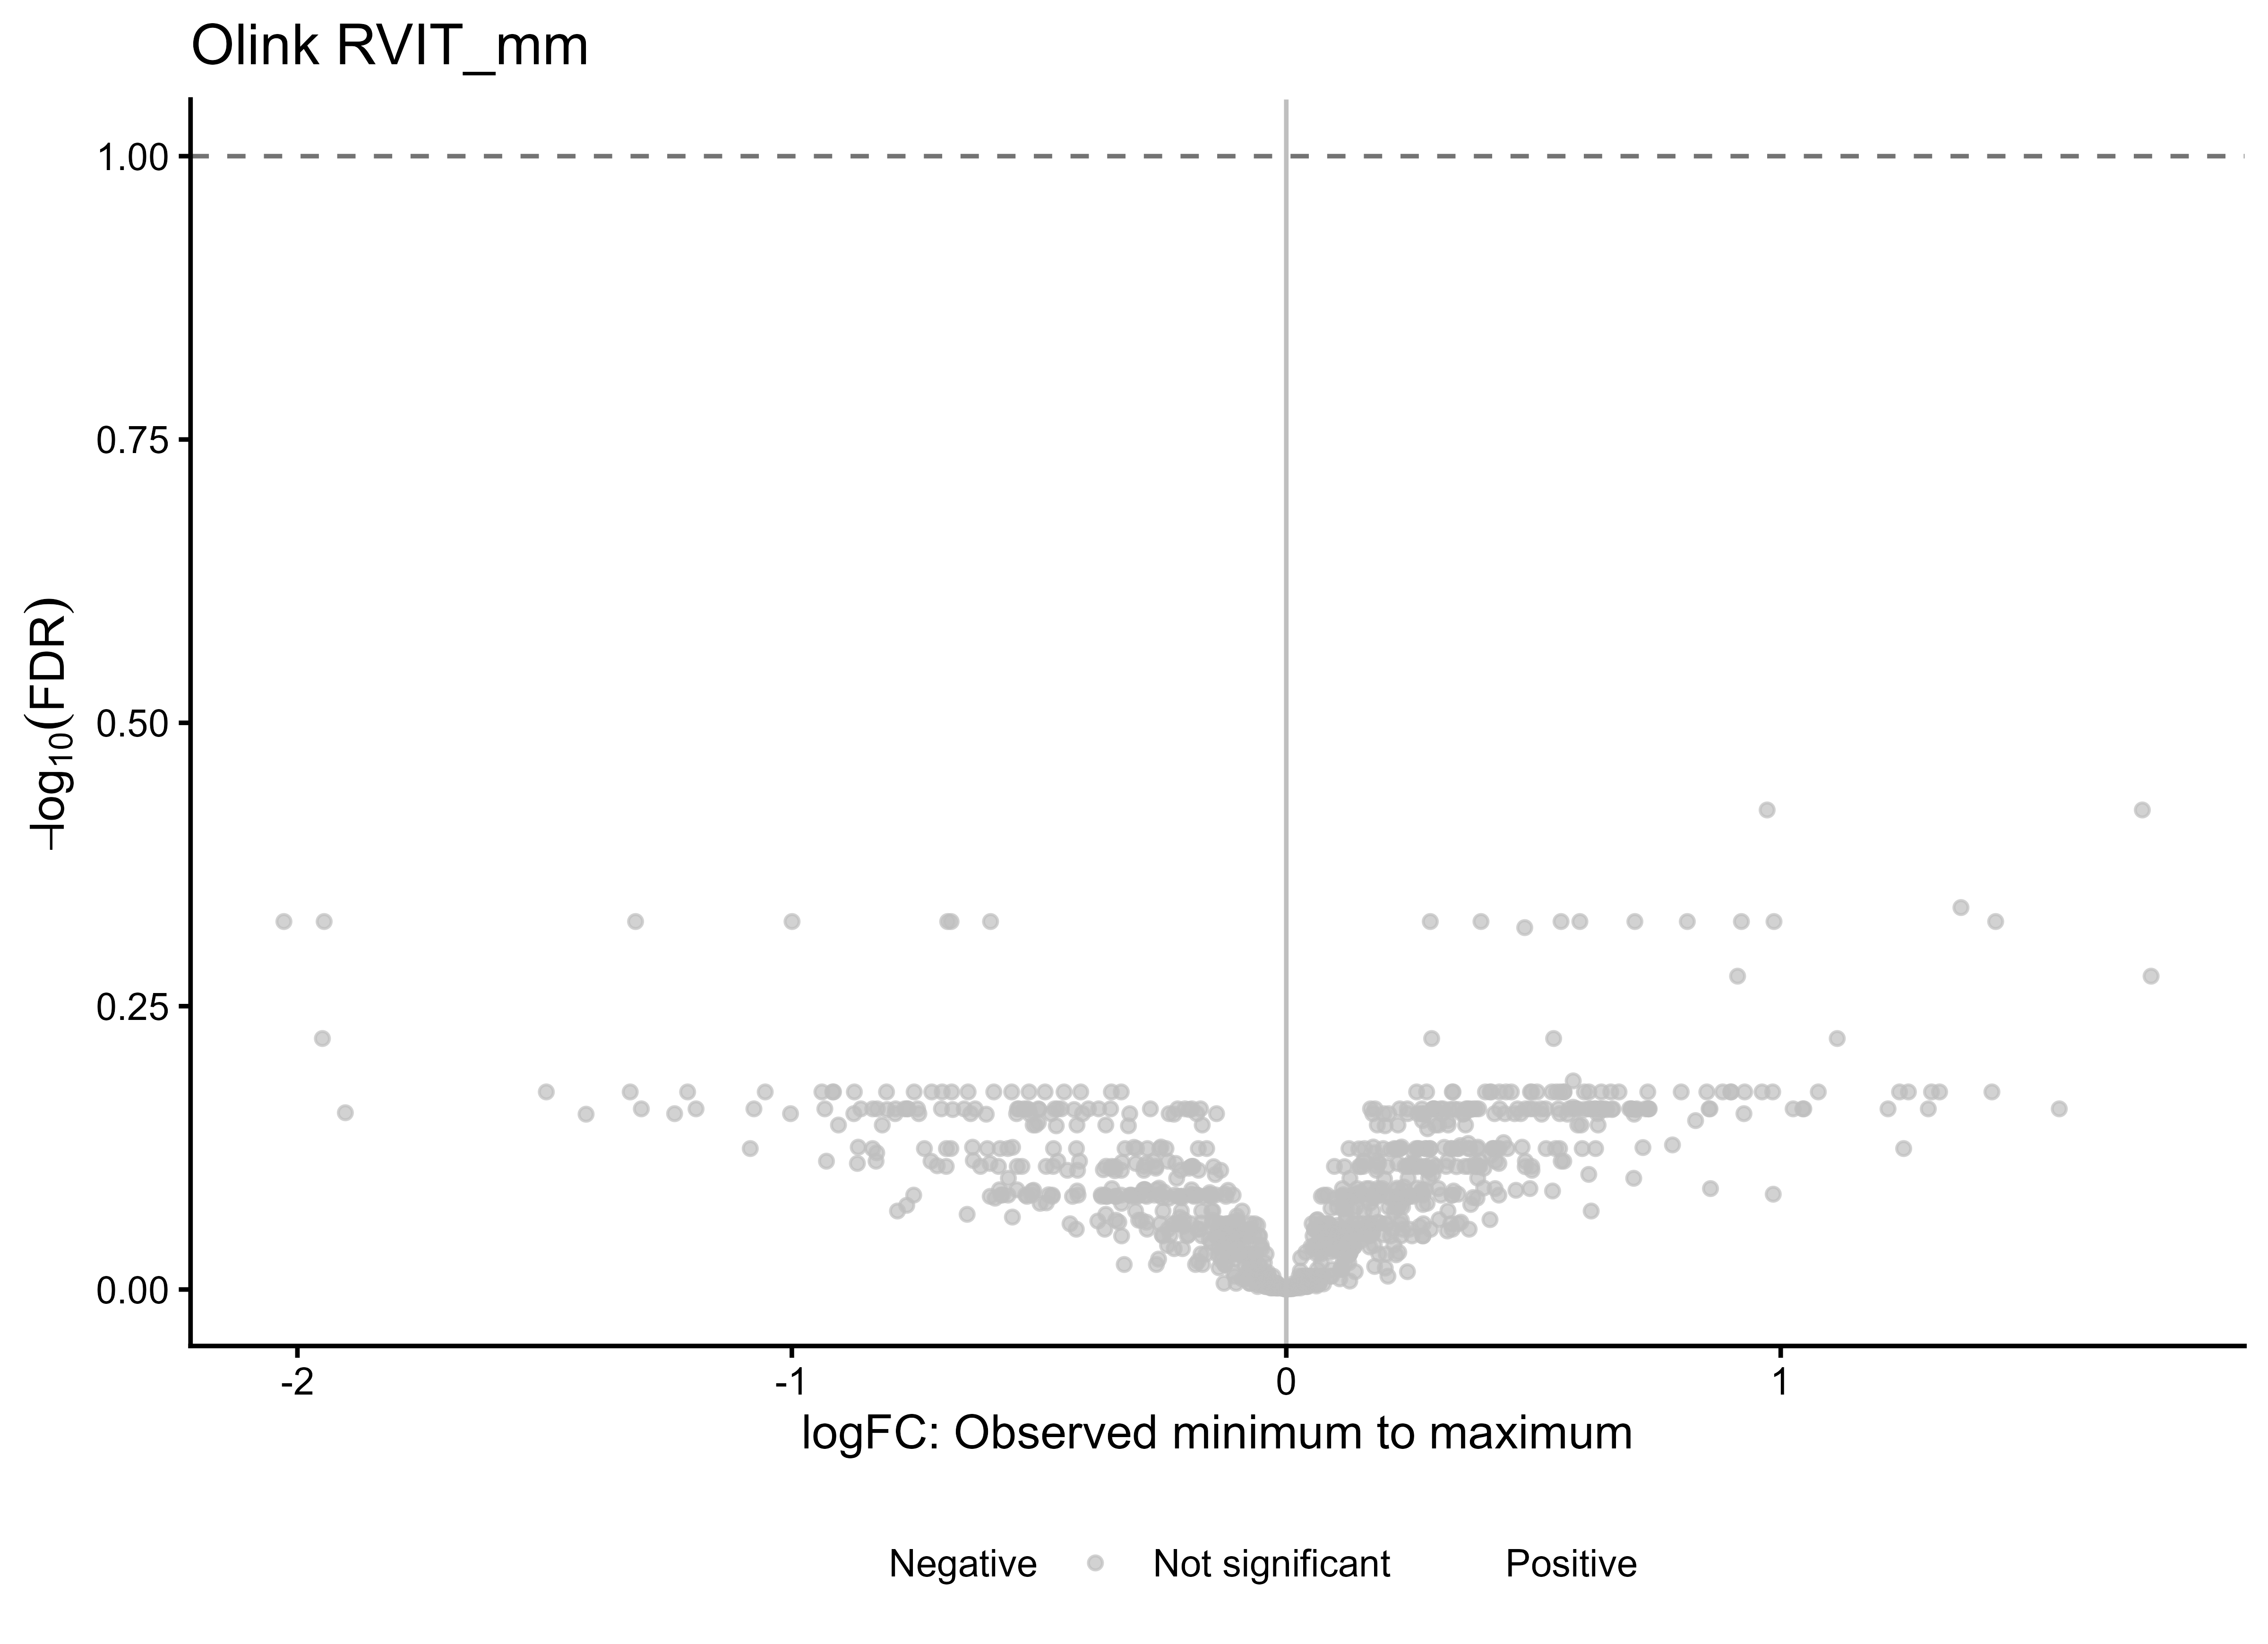 Olink RVIT_mm
1.00
0.75
0.50
0.25
0.00
−log10(FDR)
-2 -1 0 1
logFC: Observed minimum to maximum
Negative Not significant Positive